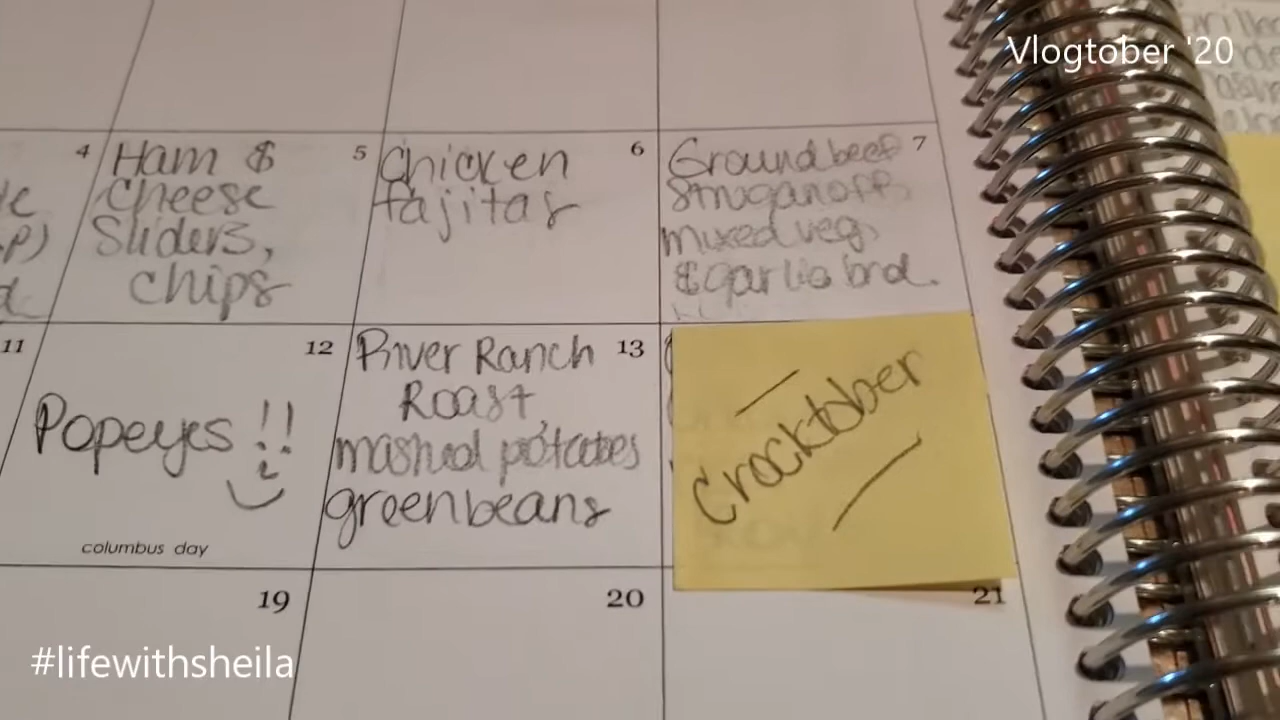 Vlogtober '20
4
Ham &
Cheese
Sliders,
chips
5
Chicken
fajitas
6
Ground beef
Struganoff
mixed veg
& garlic brd.
7
11
Popeyes !!
columbus day
12
River Ranch
Roast,
mashed potatoes
greenbeans
13
Crocktober
19
20
21
#lifewithsheila